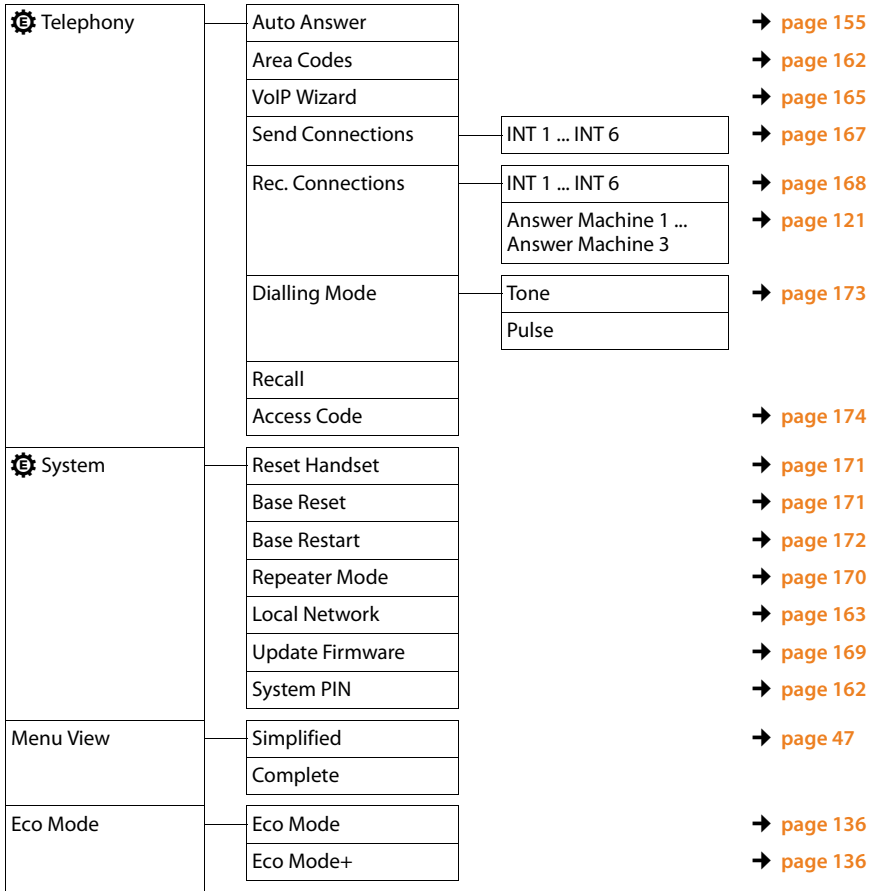 E Telephony Auto Answer ➔ page 155
Area Codes ➔ page 162
VoIP Wizard ➔ page 165
Send Connections INT 1 ... INT 6 ➔ page 167
Rec. Connections INT 1 ... INT 6 ➔ page 168
Answer Machine 1 ... ➔ page 121
Answer Machine 3
Dialling Mode Tone ➔ page 173
Pulse
Recall
Access Code ➔ page 174
E System Reset Handset ➔ page 171
Base Reset ➔ page 171
Base Restart ➔ page 172
Repeater Mode ➔ page 170
Local Network ➔ page 163
Update Firmware ➔ page 169
System PIN ➔ page 162
Menu View Simplified ➔ page 47
Complete
Eco Mode Eco Mode ➔ page 136
Eco Mode+ ➔ page 136